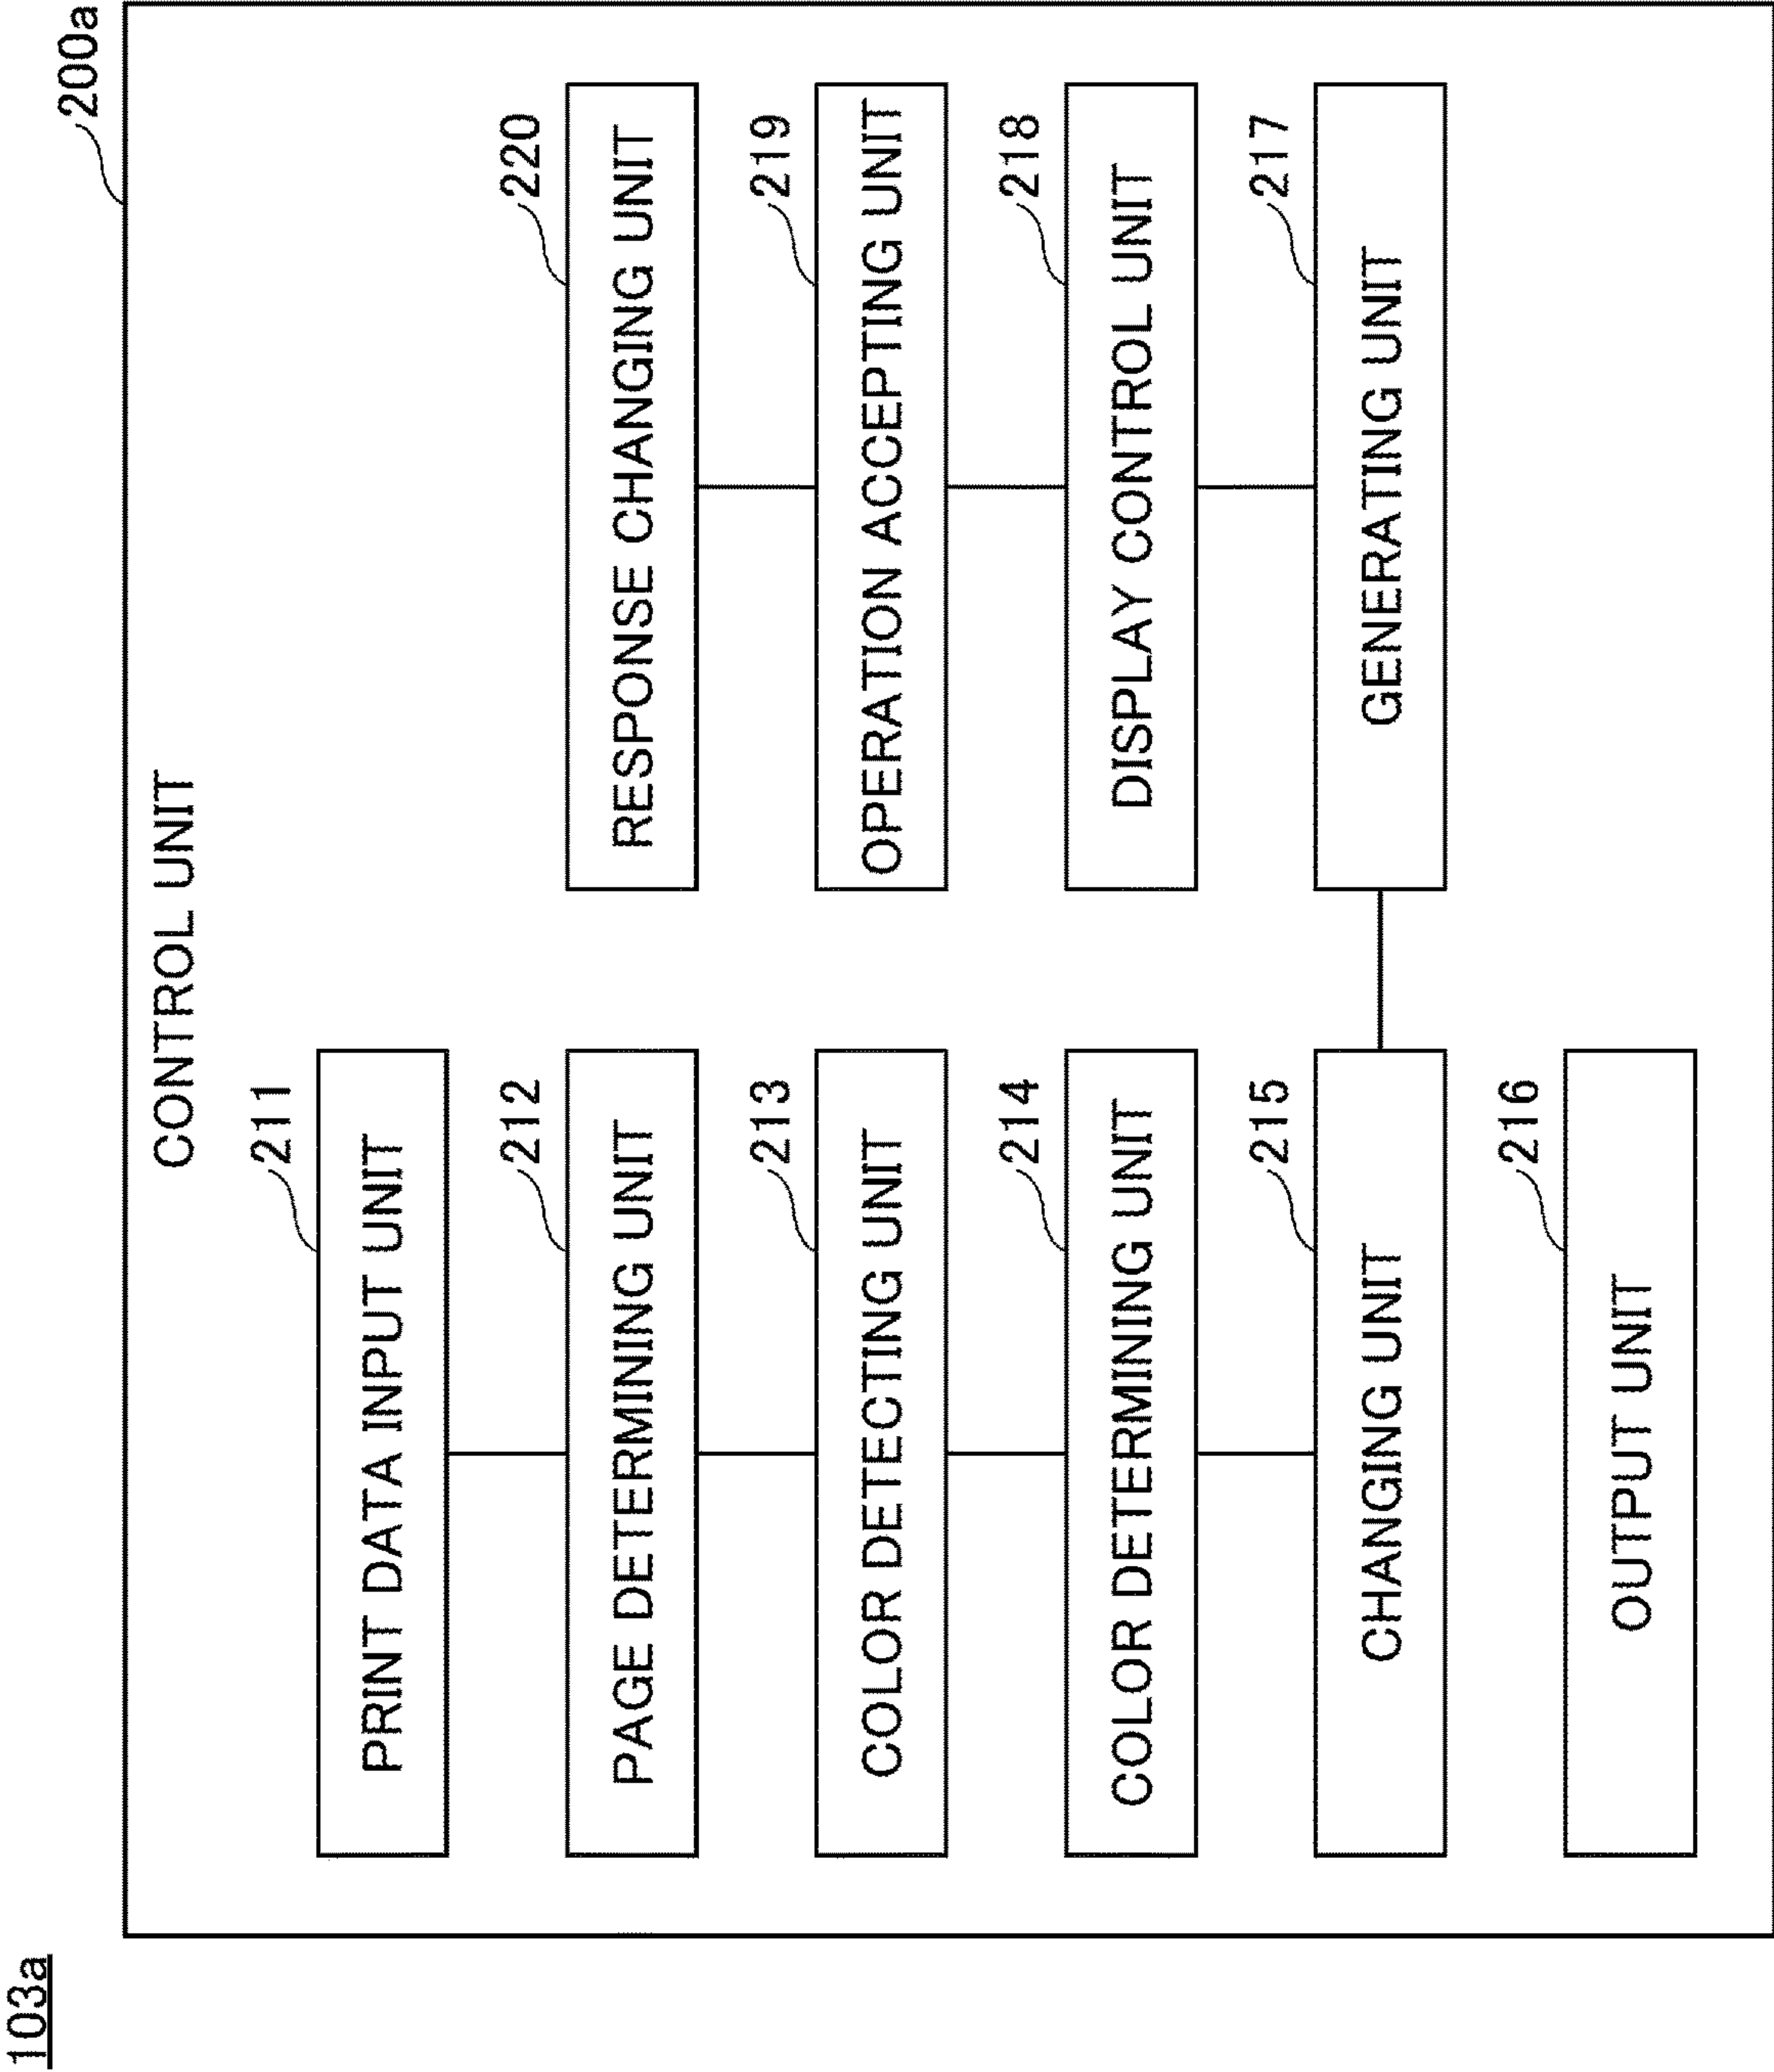 103a
200a
CONTROL UNIT
211
PRINT DATA INPUT UNIT
212
PAGE DETERMINING UNIT
213
COLOR DETECTING UNIT
214
COLOR DETERMINING UNIT
215
CHANGING UNIT
216
OUTPUT UNIT
220
RESPONSE CHANGING UNIT
219
OPERATION ACCEPTING UNIT
218
DISPLAY CONTROL UNIT
217
GENERATING UNIT